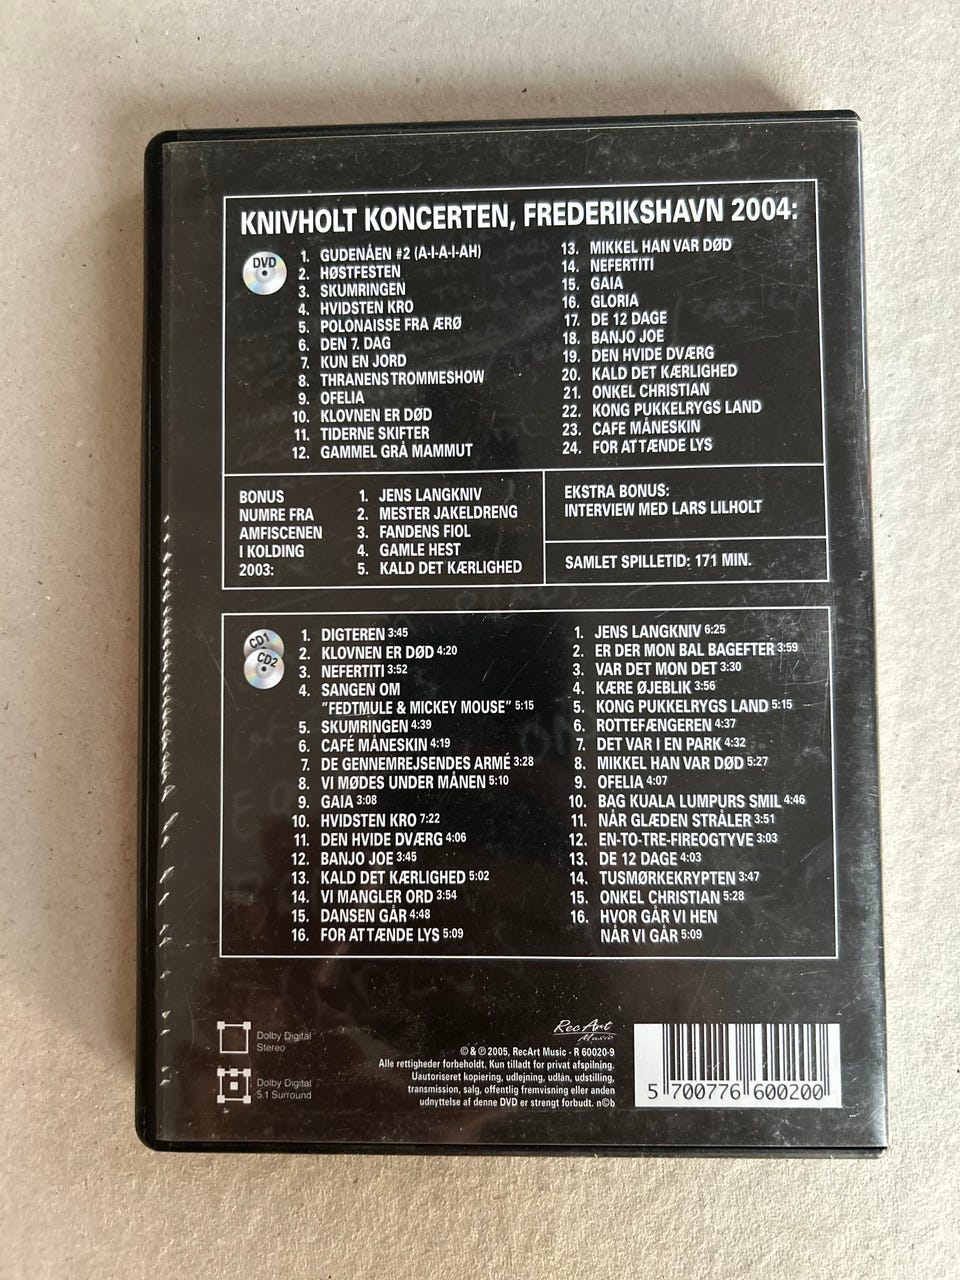 KNIVHOLT KONCERTEN, FREDERIKSHAVN 2004:
DVD
1. GUDENÅEN #2 (A-I-A-I-AH)
2. HØSTFESTEN
3. SKUMRINGEN
4. HVIDSTEN KRO
5. POLONAISSE FRA ÆRØ
6. DEN 7. DAG
7. KUN EN JORD
8. THRANENS TROMMESHOW
9. OFELIA
10. KLOVNEN ER DØD
11. TIDERNE SKIFTER
12. GAMMEL GRÅ MAMMUT
13. MIKKEL HAN VAR DØD
14. NEFERTITI
15. GAIA
16. GLORIA
17. DE 12 DAGE
18. BANJO JOE
19. DEN HVIDE DVÆRG
20. KALD DET KÆRLIGHED
21. ONKEL CHRISTIAN
22. KONG PUKKELRYGS LAND
23. CAFE MÅNESKIN
24. FOR ATTÆNDE LYS
BONUS
NUMRE FRA
AMFISCENEN
I KOLDING
2003:
1. JENS LANGKNIV
2. MESTER JAKELDRENG
3. FANDENS FIOL
4. GAMLE HEST
5. KALD DET KÆRLIGHED
EKSTRA BONUS:
INTERVIEW MED LARS LILHOLT
SAMLET SPILLETID: 171 MIN.
CD1
CD2
1. DIGTEREN 3:45
2. KLOVNEN ER DØD 4:20
3. NEFERTITI 3:52
4. SANGEN OM
"FEDTMULE & MICKEY MOUSE" 5:15
5. SKUMRINGEN 4:39
6. CAFÉ MÅNESKIN 4:19
7. DE GENNEMREJSENDES ARMÉ 3:28
8. VI MØDES UNDER MÅNEN 5:10
9. GAIA 3:08
10. HVIDSTEN KRO 7:22
11. DEN HVIDE DVÆRG 4:06
12. BANJO JOE 3:45
13. KALD DET KÆRLIGHED 5:02
14. VI MANGLER ORD 3:54
15. DANSEN GÅR 4:48
16. FOR ATTÆNDE LYS 5:09
1. JENS LANGKNIV 6:25
2. ER DER MON BAL BAGEFTER 3:59
3. VAR DET MON DET 3:30
4. KÆRE ØJEBLIK 3:56
5. KONG PUKKELRYGS LAND 5:15
6. ROTTEFÆNGEREN 4:37
7. DET VAR I EN PARK 4:32
8. MIKKEL HAN VAR DØD 5:27
9. OFELIA 4:07
10. BAG KUALA LUMPURS SMIL 4:46
11. NÅR GLÆDEN STRÅLER 3:51
12. EN-TO-TRE-FIREOGTYVE 3:03
13. DE 12 DAGE 4:03
14. TUSMØRKEKRYPTEN 3:47
15. ONKEL CHRISTIAN 5:28
16. HVOR GÅR VI HEN
NÅR VI GÅR 5:09
Dolby Digital
Stereo
Dolby Digital
5.1 Surround
RecArt
Music
©&℗2005, RecArt Music - R 60020-9
Alle rettigheder forbeholdt. Kun tilladt for privat afspilning.
Uautoriseret kopiering, udlejning, udlån, udstilling,
transmission, salg, offentlig fremvisning eller anden
udnyttelse af denne DVD er strengt forbudt. n©b
5 700776 600200